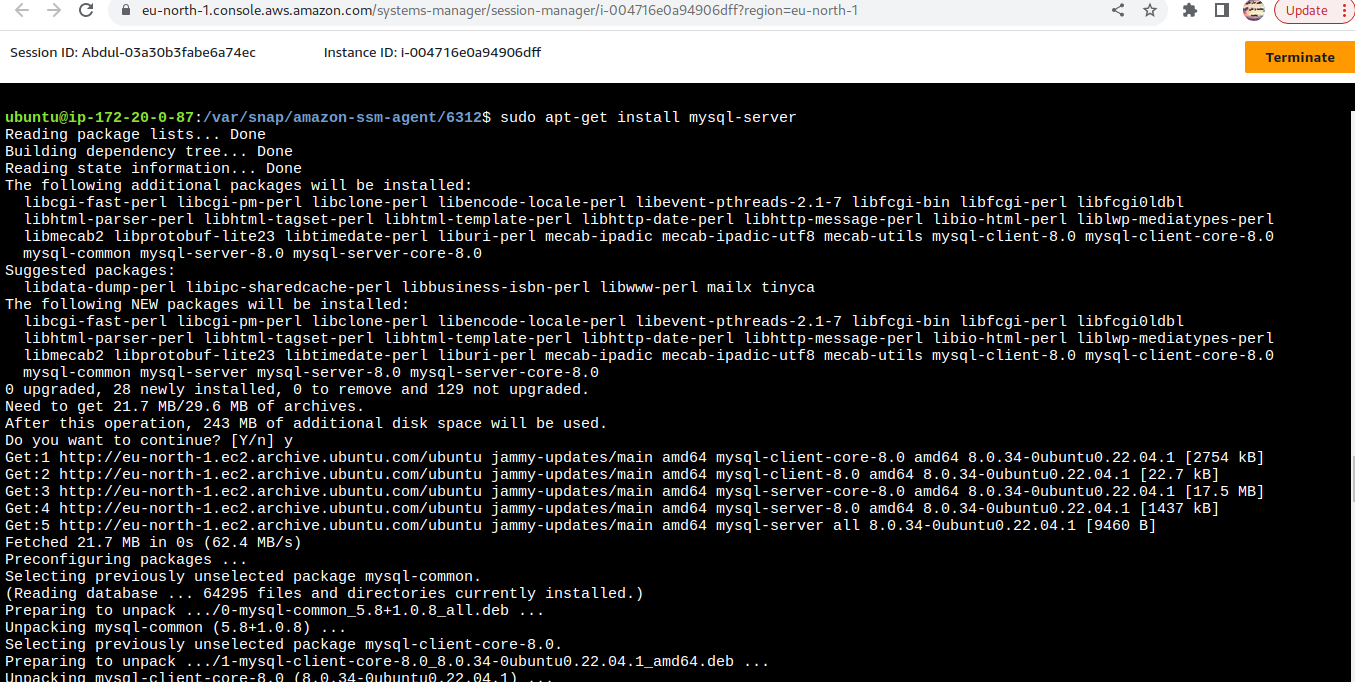 eu-north-1.console.aws.amazon.com/systems-manager/session-manager/i-004716e0a94906dff?region=eu-north-1
Update
Session ID: Abdul-03a30b3fabe6a74ec
Instance ID: i-004716e0a94906dff
Terminate
ubuntu@ip-172-20-0-87:/var/snap/amazon-ssm-agent/6312$ sudo apt-get install mysql-server
Reading package lists... Done
Building dependency tree... Done
Reading state information... Done
The following additional packages will be installed:
  libcgi-fast-perl libcgi-pm-perl libclone-perl libencode-locale-perl libevent-pthreads-2.1-7 libfcgi-bin libfcgi-perl libfcgi0ldbl
  libhtml-parser-perl libhtml-tagset-perl libhtml-template-perl libhttp-date-perl libhttp-message-perl libio-html-perl liblwp-mediatypes-perl
  libmecab2 libprotobuf-lite23 libtimedate-perl liburi-perl mecab-ipadic mecab-ipadic-utf8 mecab-utils mysql-client-8.0 mysql-client-core-8.0
  mysql-common mysql-server-8.0 mysql-server-core-8.0
Suggested packages:
  libdata-dump-perl libipc-sharedcache-perl libbusiness-isbn-perl libwww-perl mailx tinyca
The following NEW packages will be installed:
  libcgi-fast-perl libcgi-pm-perl libclone-perl libencode-locale-perl libevent-pthreads-2.1-7 libfcgi-bin libfcgi-perl libfcgi0ldbl
  libhtml-parser-perl libhtml-tagset-perl libhtml-template-perl libhttp-date-perl libhttp-message-perl libio-html-perl liblwp-mediatypes-perl
  libmecab2 libprotobuf-lite23 libtimedate-perl liburi-perl mecab-ipadic mecab-ipadic-utf8 mecab-utils mysql-client-8.0 mysql-client-core-8.0
  mysql-common mysql-server mysql-server-8.0 mysql-server-core-8.0
0 upgraded, 28 newly installed, 0 to remove and 129 not upgraded.
Need to get 21.7 MB/29.6 MB of archives.
After this operation, 243 MB of additional disk space will be used.
Do you want to continue? [Y/n] y
Get:1 http://eu-north-1.ec2.archive.ubuntu.com/ubuntu jammy-updates/main amd64 mysql-client-core-8.0 amd64 8.0.34-0ubuntu0.22.04.1 [2754 kB]
Get:2 http://eu-north-1.ec2.archive.ubuntu.com/ubuntu jammy-updates/main amd64 mysql-client-8.0 amd64 8.0.34-0ubuntu0.22.04.1 [22.7 kB]
Get:3 http://eu-north-1.ec2.archive.ubuntu.com/ubuntu jammy-updates/main amd64 mysql-server-core-8.0 amd64 8.0.34-0ubuntu0.22.04.1 [17.5 MB]
Get:4 http://eu-north-1.ec2.archive.ubuntu.com/ubuntu jammy-updates/main amd64 mysql-server-8.0 amd64 8.0.34-0ubuntu0.22.04.1 [1437 kB]
Get:5 http://eu-north-1.ec2.archive.ubuntu.com/ubuntu jammy-updates/main amd64 mysql-server all 8.0.34-0ubuntu0.22.04.1 [9460 B]
Fetched 21.7 MB in 0s (62.4 MB/s)
Preconfiguring packages ...
Selecting previously unselected package mysql-common.
(Reading database ... 64295 files and directories currently installed.)
Preparing to unpack .../0-mysql-common_5.8+1.0.8_all.deb ...
Unpacking mysql-common (5.8+1.0.8) ...
Selecting previously unselected package mysql-client-core-8.0.
Preparing to unpack .../1-mysql-client-core-8.0_8.0.34-0ubuntu0.22.04.1_amd64.deb ...
Unpacking mysql-client-core-8.0 (8.0.34-0ubuntu0.22.04.1) ...